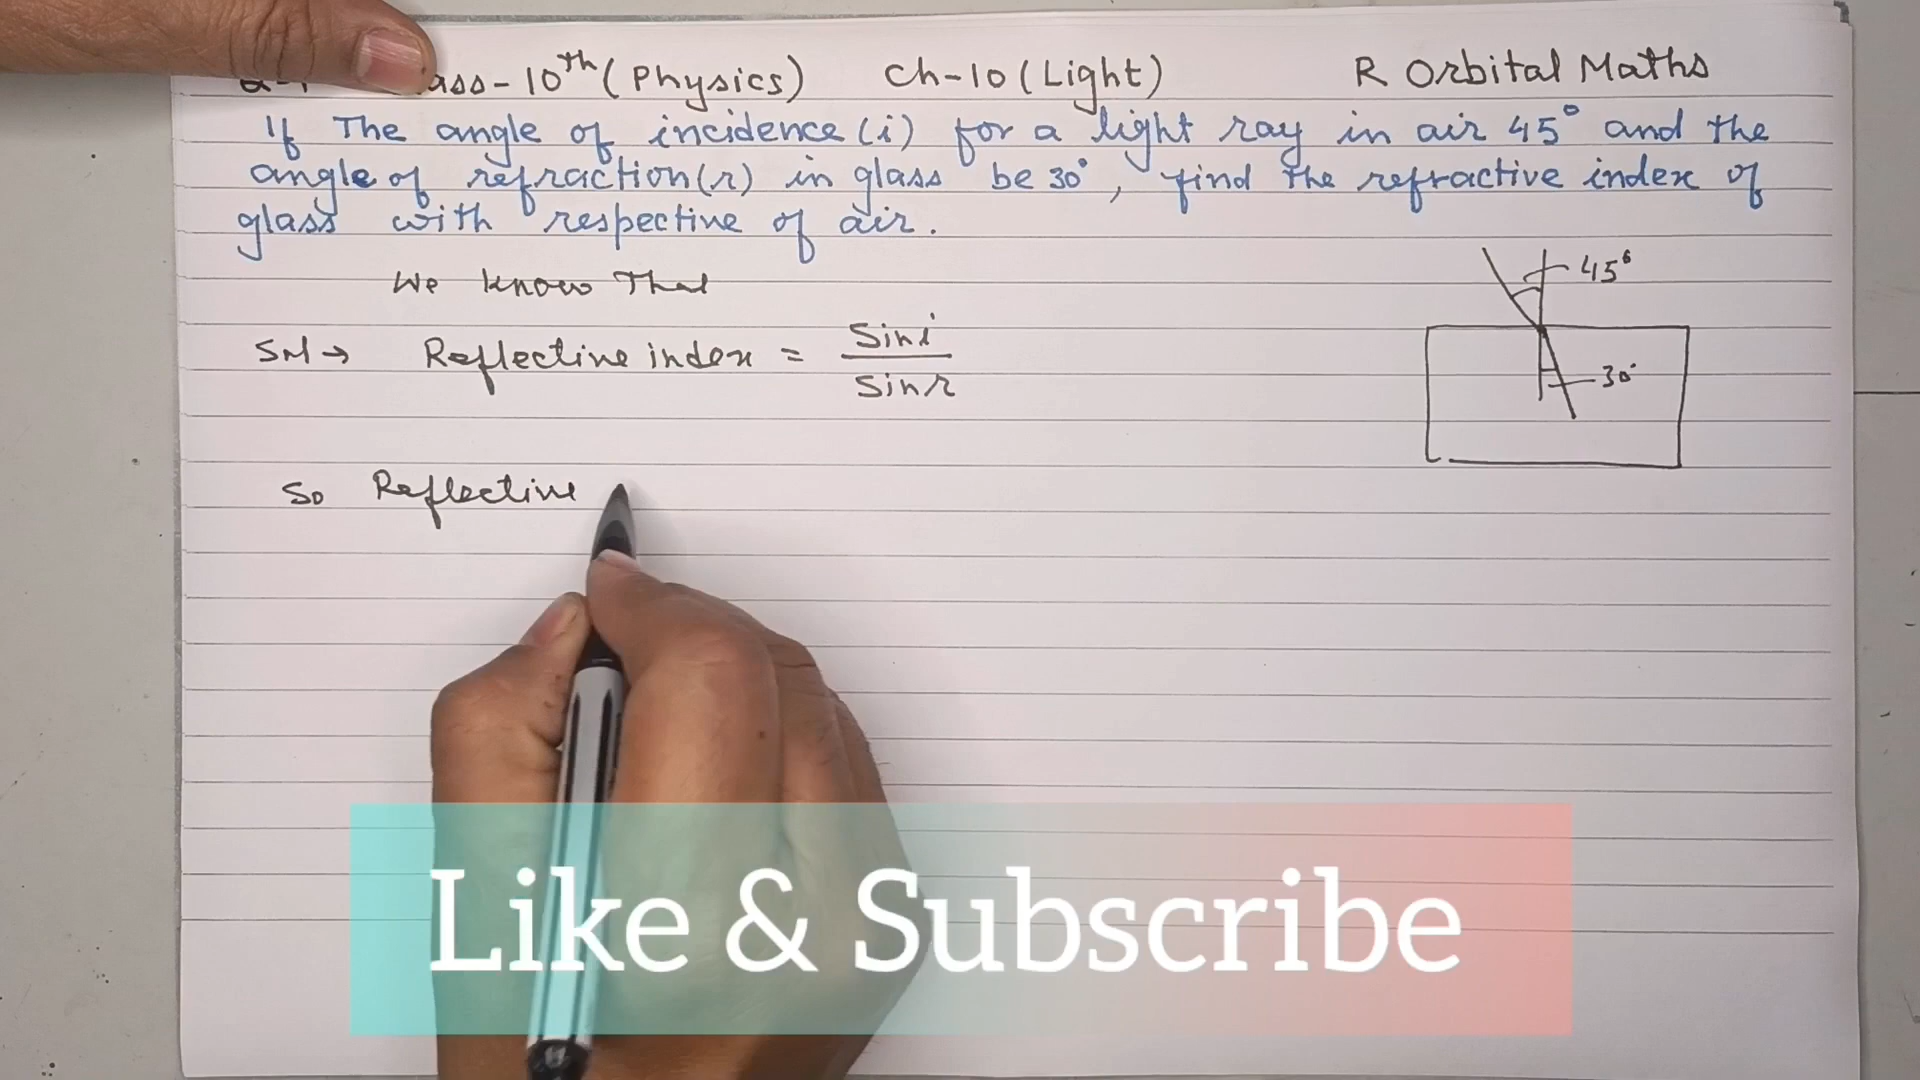 ass-10th (Physics) Ch-10 (Light) R Orbital Maths
If The angle of incidence (i) for a light ray in air 45° and the
angle of refraction(r) in glass be 30°, find the refractive index of
glass with respective of air.
We know That
45°
Sol → Reflective index = Sin i / Sin r
30°
So Reflective
Like & Subscribe